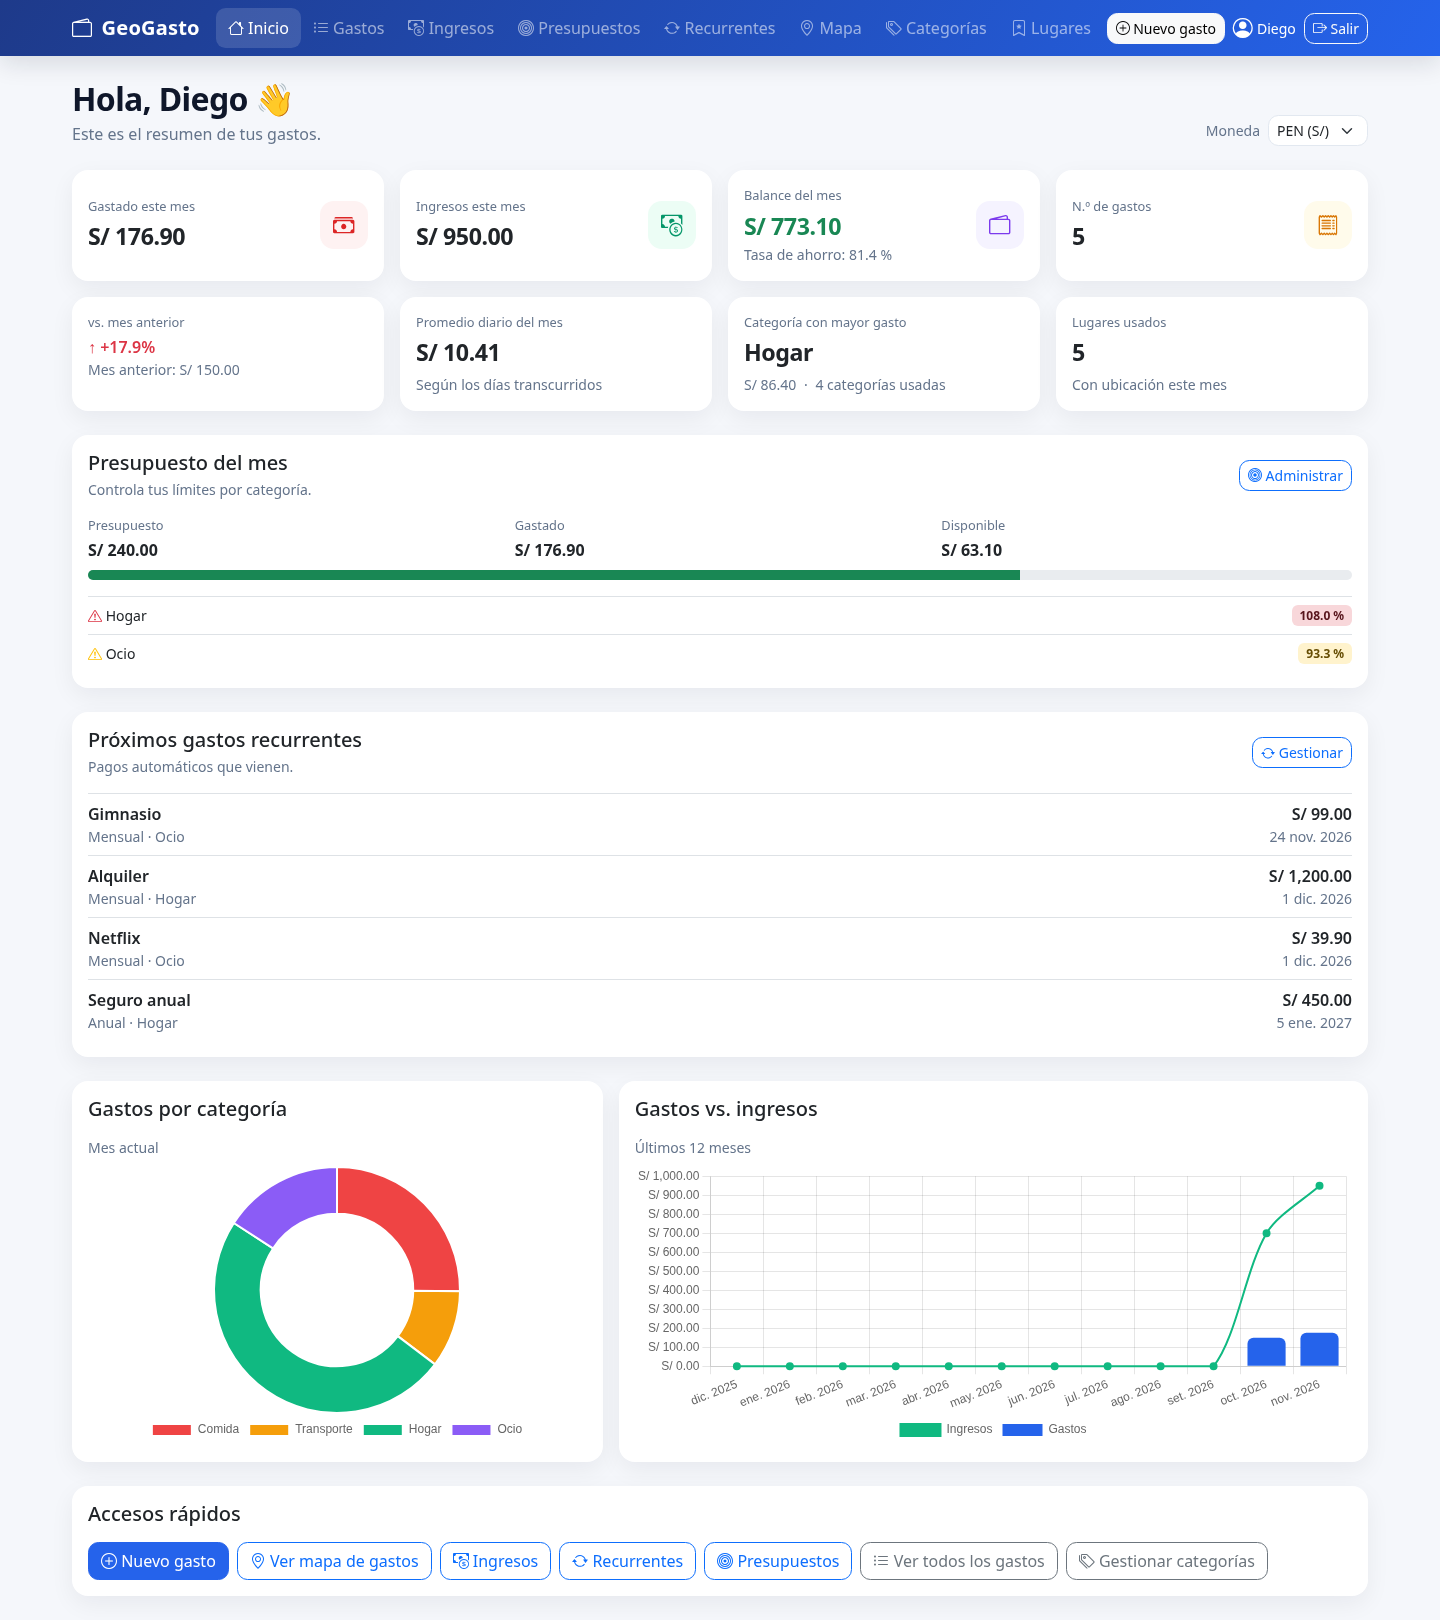 GeoGasto
Inicio
Gastos
Ingresos
Presupuestos
Recurrentes
Mapa
Categorías
Lugares
Nuevo gasto
Diego
Salir
Hola, Diego 👋
Este es el resumen de tus gastos.
Moneda
PEN (S/)
Gastado este mes
S/ 176.90
Ingresos este mes
S/ 950.00
Balance del mes
S/ 773.10
Tasa de ahorro: 81.4 %
N.º de gastos
5
vs. mes anterior
↑ +17.9%
Mes anterior: S/ 150.00
Promedio diario del mes
S/ 10.41
Según los días transcurridos
Categoría con mayor gasto
Hogar
S/ 86.40 · 4 categorías usadas
Lugares usados
5
Con ubicación este mes
Presupuesto del mes
Controla tus límites por categoría.
Administrar
Presupuesto
S/ 240.00
Gastado
S/ 176.90
Disponible
S/ 63.10
Hogar
108.0 %
Ocio
93.3 %
Próximos gastos recurrentes
Pagos automáticos que vienen.
Gestionar
Gimnasio
S/ 99.00
Mensual · Ocio
24 nov. 2026
Alquiler
S/ 1,200.00
Mensual · Hogar
1 dic. 2026
Netflix
S/ 39.90
Mensual · Ocio
1 dic. 2026
Seguro anual
S/ 450.00
Anual · Hogar
5 ene. 2027
Gastos por categoría
Mes actual
Comida
Transporte
Hogar
Ocio
Gastos vs. ingresos
Últimos 12 meses
S/ 1,000.00
S/ 900.00
S/ 800.00
S/ 700.00
S/ 600.00
S/ 500.00
S/ 400.00
S/ 300.00
S/ 200.00
S/ 100.00
S/ 0.00
dic. 2025
ene. 2026
feb. 2026
mar. 2026
abr. 2026
may. 2026
jun. 2026
jul. 2026
ago. 2026
set. 2026
oct. 2026
nov. 2026
Ingresos
Gastos
Accesos rápidos
Nuevo gasto
Ver mapa de gastos
Ingresos
Recurrentes
Presupuestos
Ver todos los gastos
Gestionar categorías